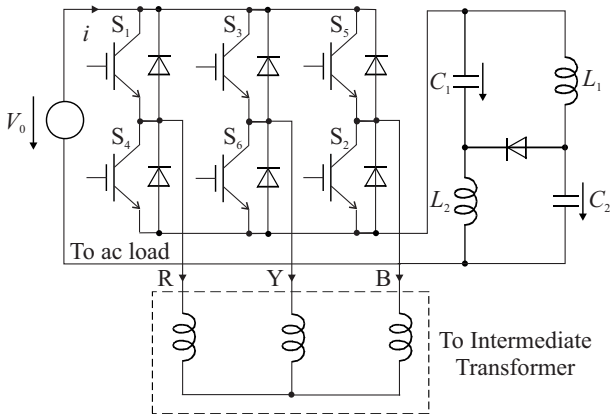 i
S₁
S₃
S₅
C₁
L₁
V₀
S₄
S₆
S₂
L₂
C₂
To ac load
R
Y
B
To Intermediate
Transformer